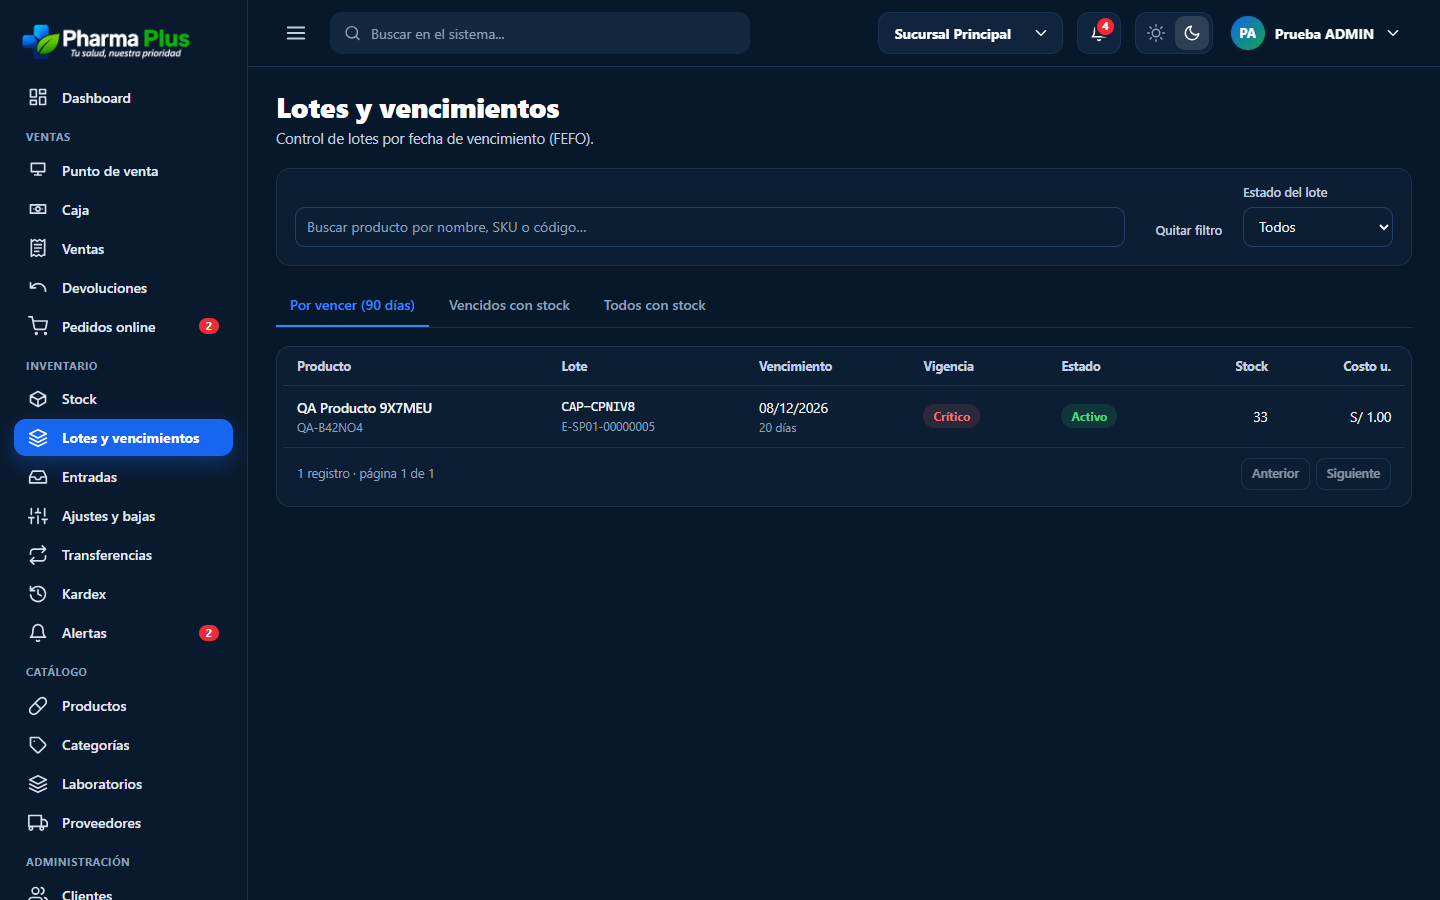 Pharma Plus
Tu salud, nuestra prioridad
Buscar en el sistema...
Sucursal Principal
4
PA
Prueba ADMIN
Dashboard
VENTAS
Punto de venta
Caja
Ventas
Devoluciones
Pedidos online
2
INVENTARIO
Stock
Lotes y vencimientos
Entradas
Ajustes y bajas
Transferencias
Kardex
Alertas
2
CATÁLOGO
Productos
Categorías
Laboratorios
Proveedores
ADMINISTRACIÓN
Clientes
Lotes y vencimientos
Control de lotes por fecha de vencimiento (FEFO).
Buscar producto por nombre, SKU o código...
Quitar filtro
Estado del lote
Todos
Por vencer (90 días)
Vencidos con stock
Todos con stock
Producto Lote Vencimiento Vigencia Estado Stock Costo u.
QA Producto 9X7MEU CAP-CPNIV8 08/12/2026 Crítico Activo 33 S/ 1.00
QA-B42NO4 E-SP01-00000005 20 días
1 registro · página 1 de 1
Anterior
Siguiente